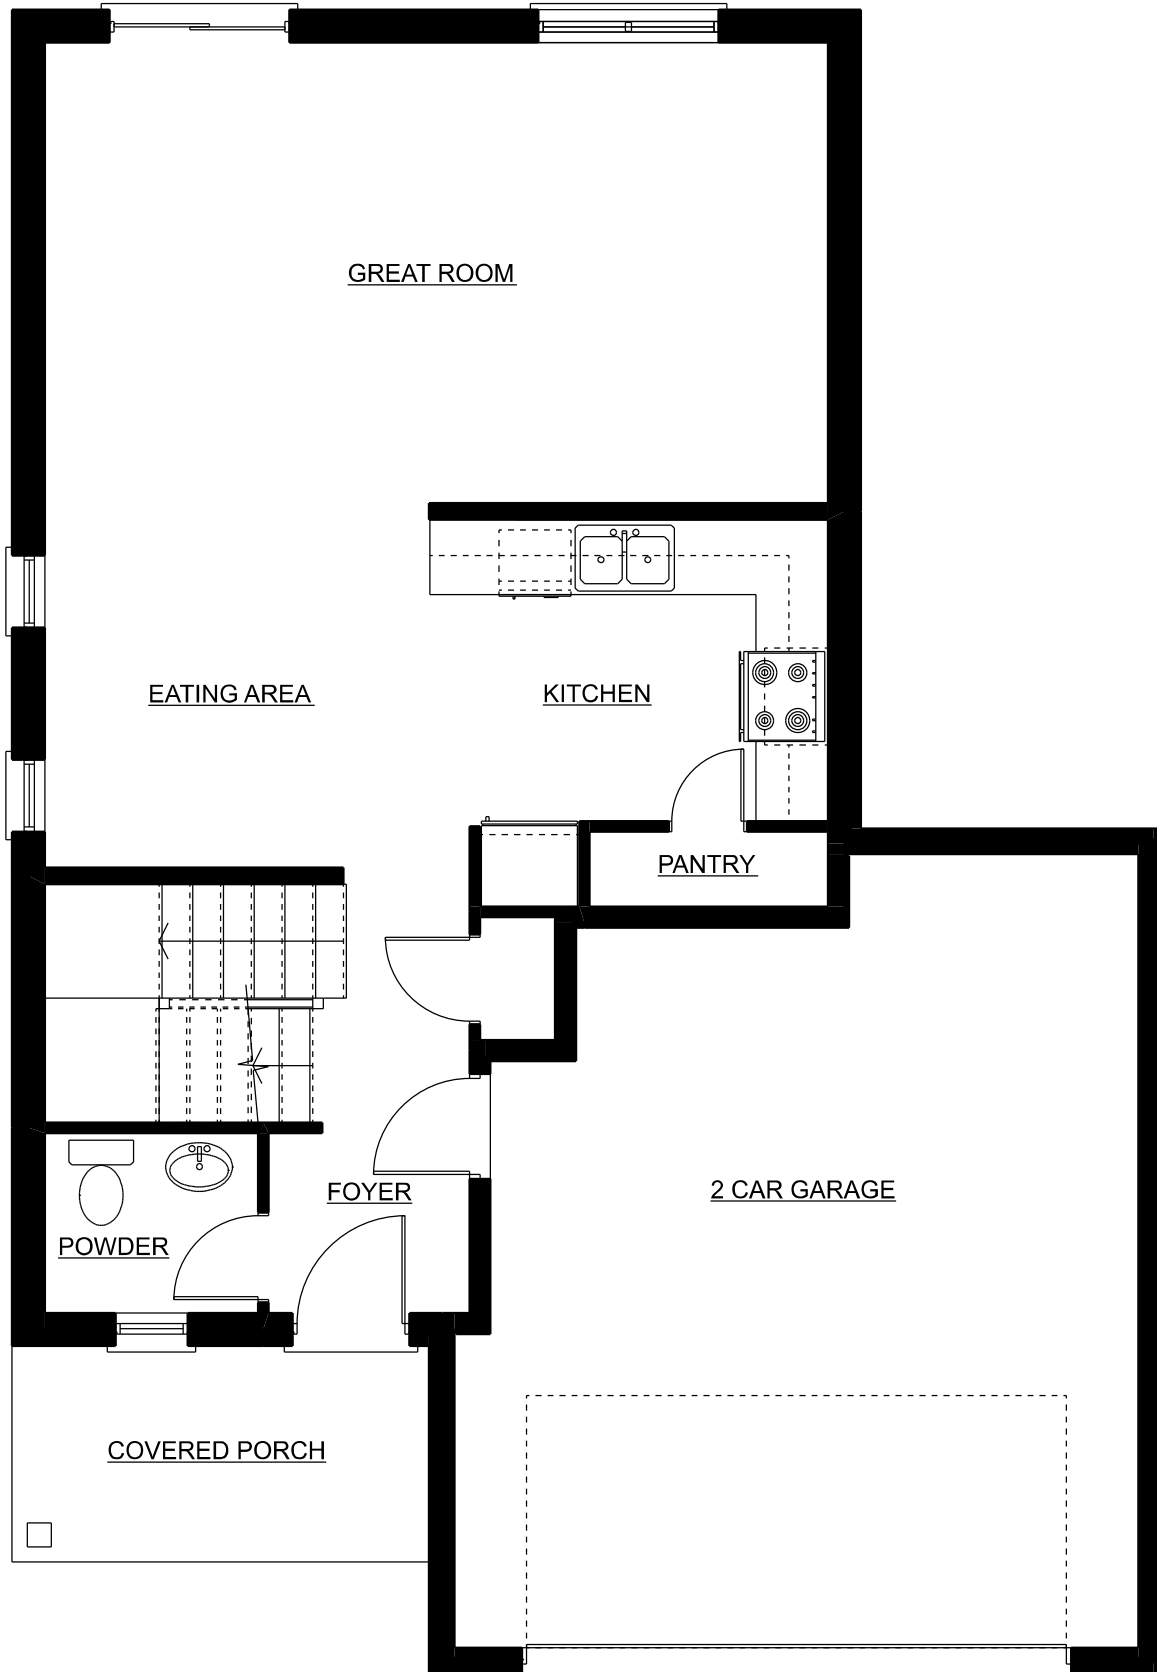 GREAT ROOM
EATING AREA
KITCHEN
PANTRY
FOYER
2 CAR GARAGE
POWDER
COVERED PORCH